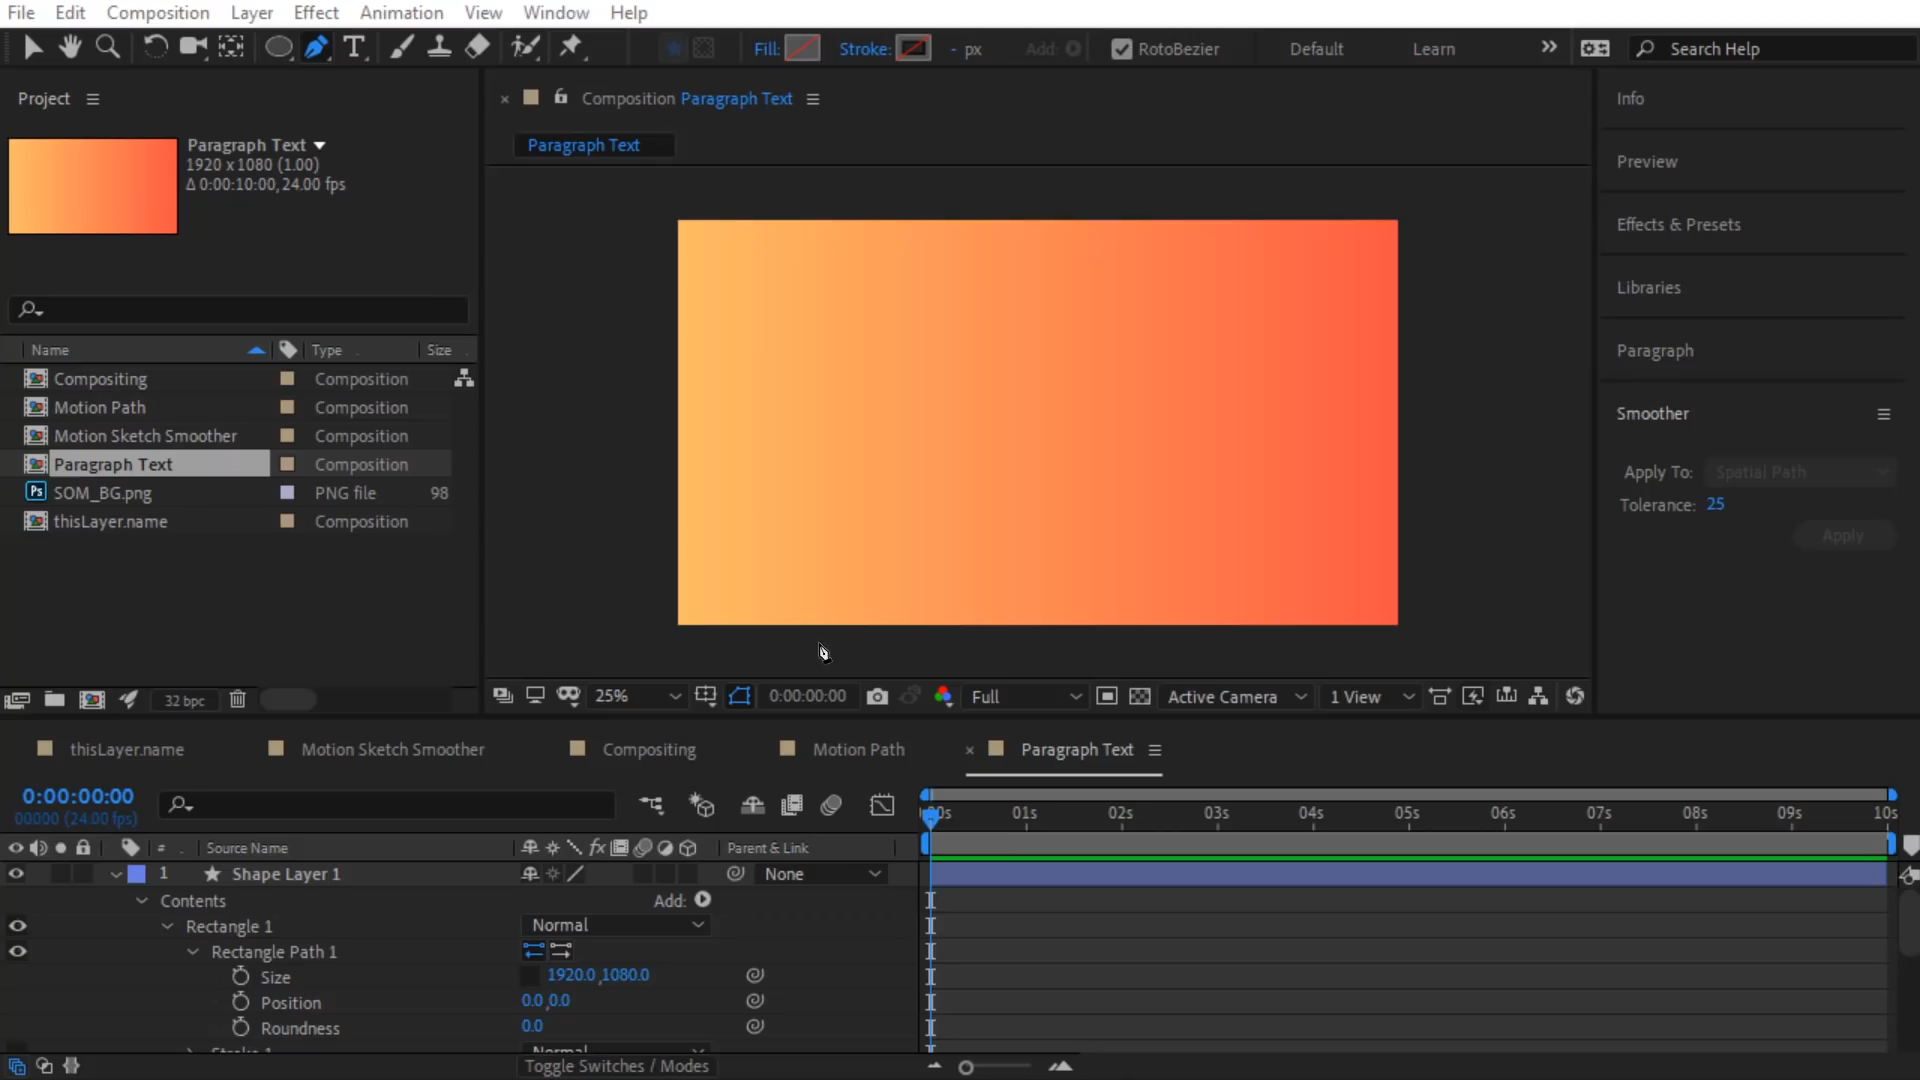 File Edit Composition Layer Effect Animation View Window Help
T Fill: Stroke: - px Add: RotoBezier Default Learn Search Help
Project
Paragraph Text
1920 x 1080 (1.00)
Δ 0:00:10:00, 24.00 fps
Composition Paragraph Text
Paragraph Text
Info
Preview
Effects & Presets
Libraries
Paragraph
Smoother
Apply To: Spatial Path
Tolerance: 25
Apply
Name Type Size
Compositing Composition
Motion Path Composition
Motion Sketch Smoother Composition
Paragraph Text Composition
Ps SOM_BG.png PNG file 98
thisLayer.name Composition
32 bpc
25% 0:00:00:00 Full Active Camera 1 View
thisLayer.name Motion Sketch Smoother Compositing Motion Path Paragraph Text
0:00:00:00
00000 (24.00 fps)
00s 01s 02s 03s 04s 05s 06s 07s 08s 09s 10s
# Source Name fx Parent & Link
1 Shape Layer 1 None
Contents Add:
Rectangle 1 Normal
Rectangle Path 1
Size 1920.0,1080.0
Position 0.0,0.0
Roundness 0.0
Stroke 1 Normal
Toggle Switches / Modes